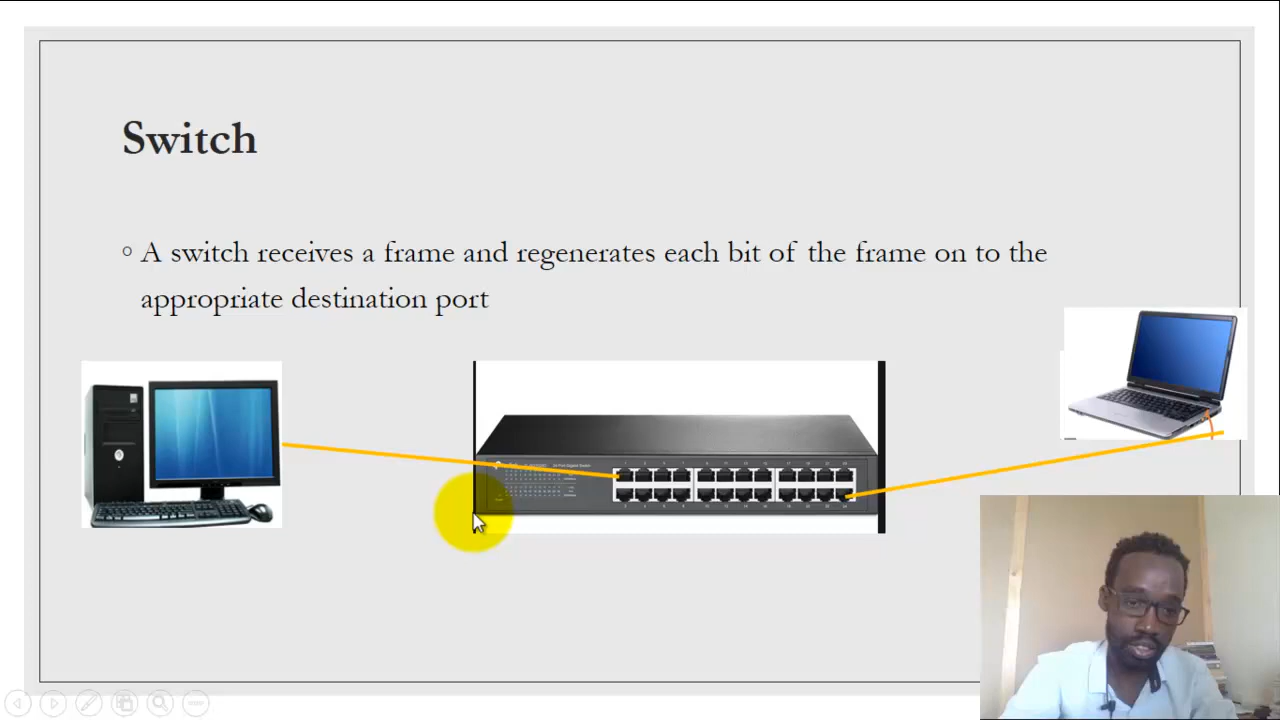 Switch
A switch receives a frame and regenerates each bit of the frame on to the
appropriate destination port